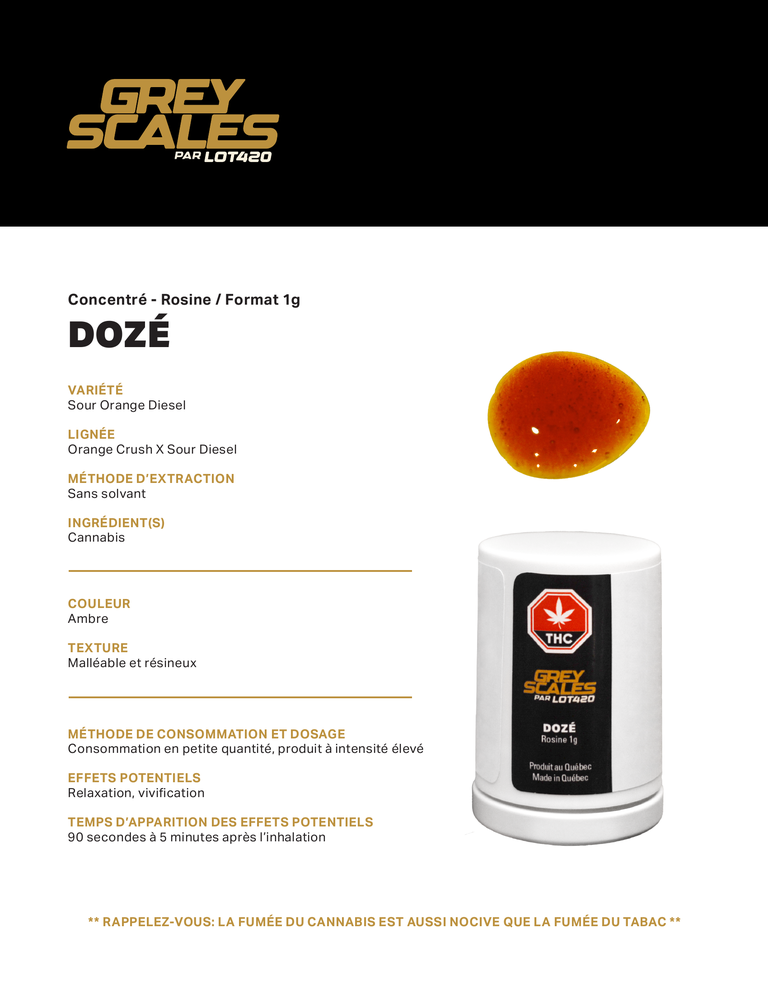 GREY
SCALES
PAR LOT420
Concentré - Rosine / Format 1g
DOZÉ
VARIÉTÉ
Sour Orange Diesel
LIGNÉE
Orange Crush X Sour Diesel
MÉTHODE D’EXTRACTION
Sans solvant
INGRÉDIENT(S)
Cannabis
COULEUR
Ambre
TEXTURE
Malléable et résineux
MÉTHODE DE CONSOMMATION ET DOSAGE
Consommation en petite quantité, produit à intensité élevé
EFFETS POTENTIELS
Relaxation, vivification
TEMPS D’APPARITION DES EFFETS POTENTIELS
90 secondes à 5 minutes après l’inhalation
THC
GREY
SCALES
PAR LOT420
DOZÉ
Rosine 1g
Produit au Québec
Made in Québec
** RAPPELEZ-VOUS: LA FUMÉE DU CANNABIS EST AUSSI NOCIVE QUE LA FUMÉE DU TABAC **